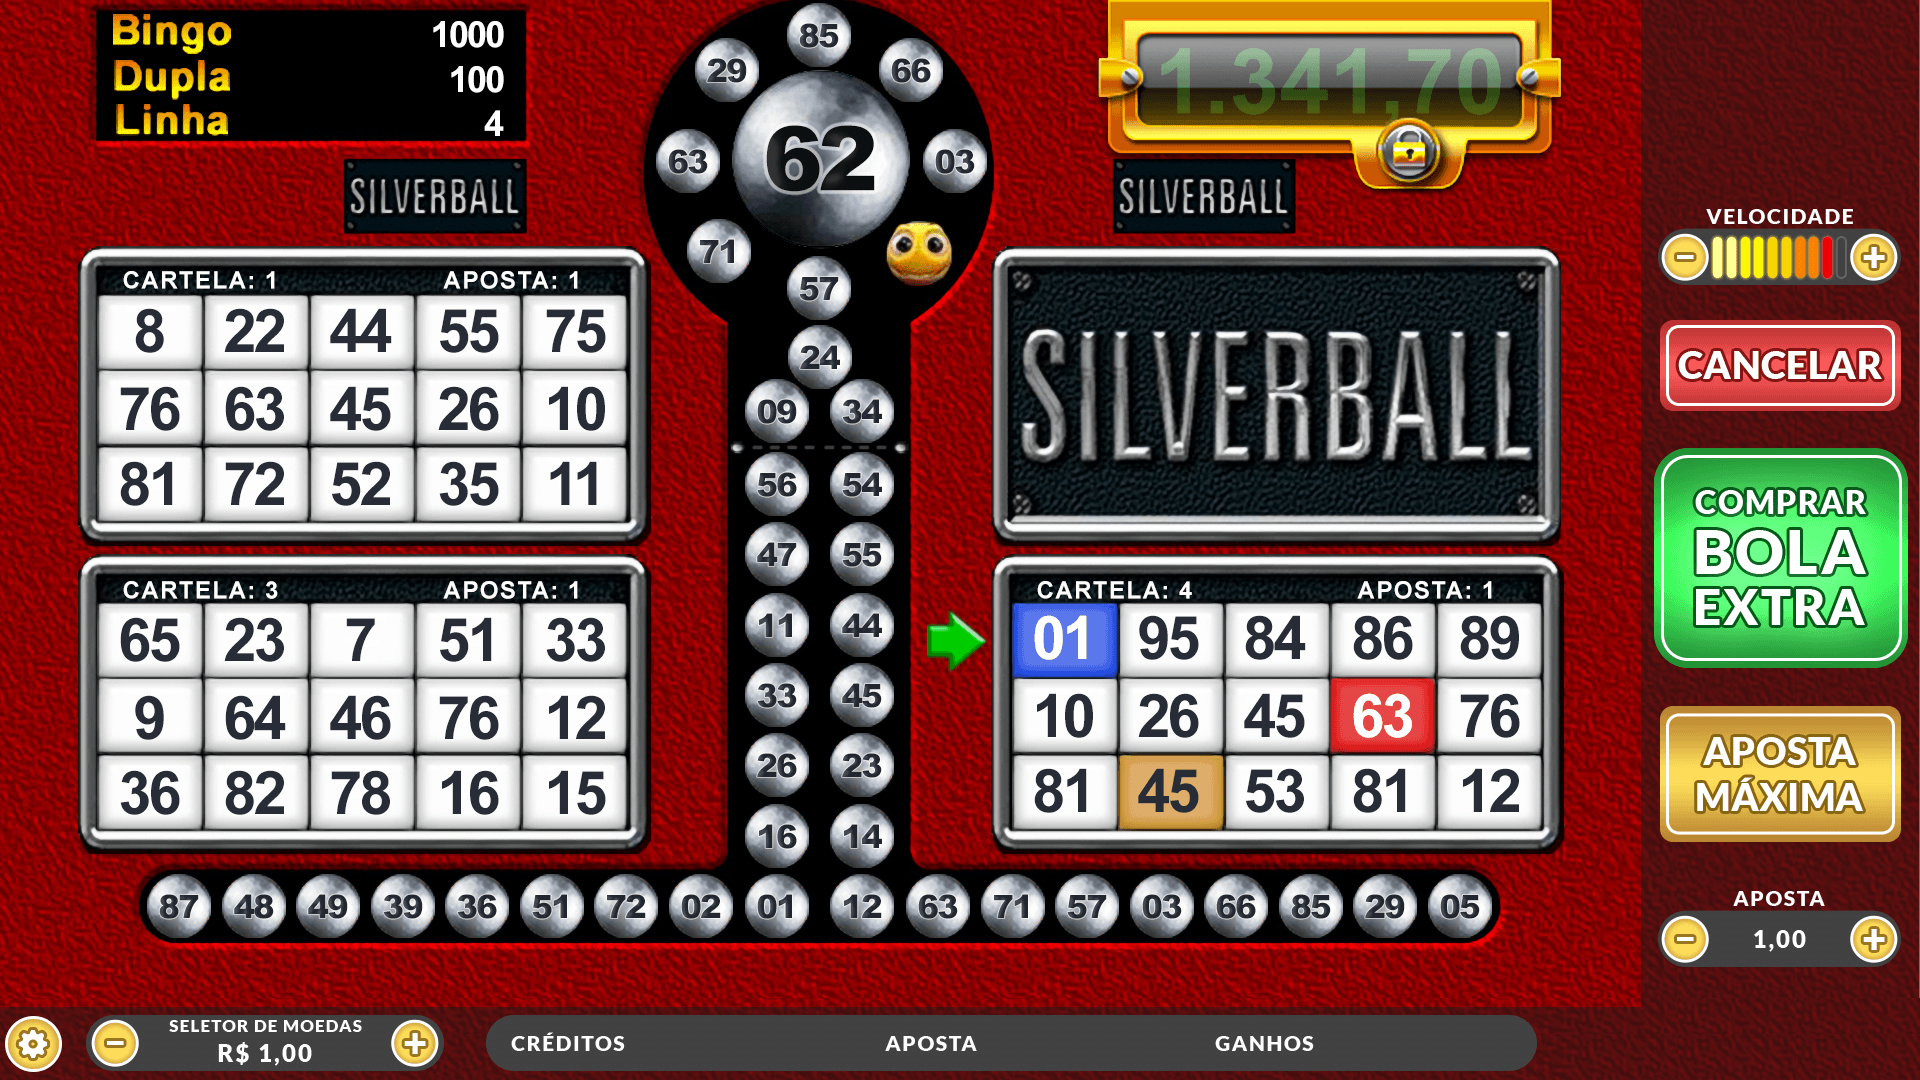 Bingo 1000
Dupla 100
Linha 4
SILVERBALL
85
29 66
63 62 03
71
57
24
09 34
56 54
47 55
11 44
33 45
26 23
16 14
87 48 49 39 36 51 72 02 01 12 63 71 57 03 66 85 29 05
1.341,70
SILVERBALL
CARTELA: 1 APOSTA: 1
8 22 44 55 75
76 63 45 26 10
81 72 52 35 11
SILVERBALL
CARTELA: 3 APOSTA: 1
65 23 7 51 33
9 64 46 76 12
36 82 78 16 15
CARTELA: 4 APOSTA: 1
01 95 84 86 89
10 26 45 63 76
81 45 53 81 12
VELOCIDADE
CANCELAR
COMPRAR
BOLA
EXTRA
APOSTA
MÁXIMA
APOSTA
1,00
SELETOR DE MOEDAS
R$ 1,00
CRÉDITOS APOSTA GANHOS